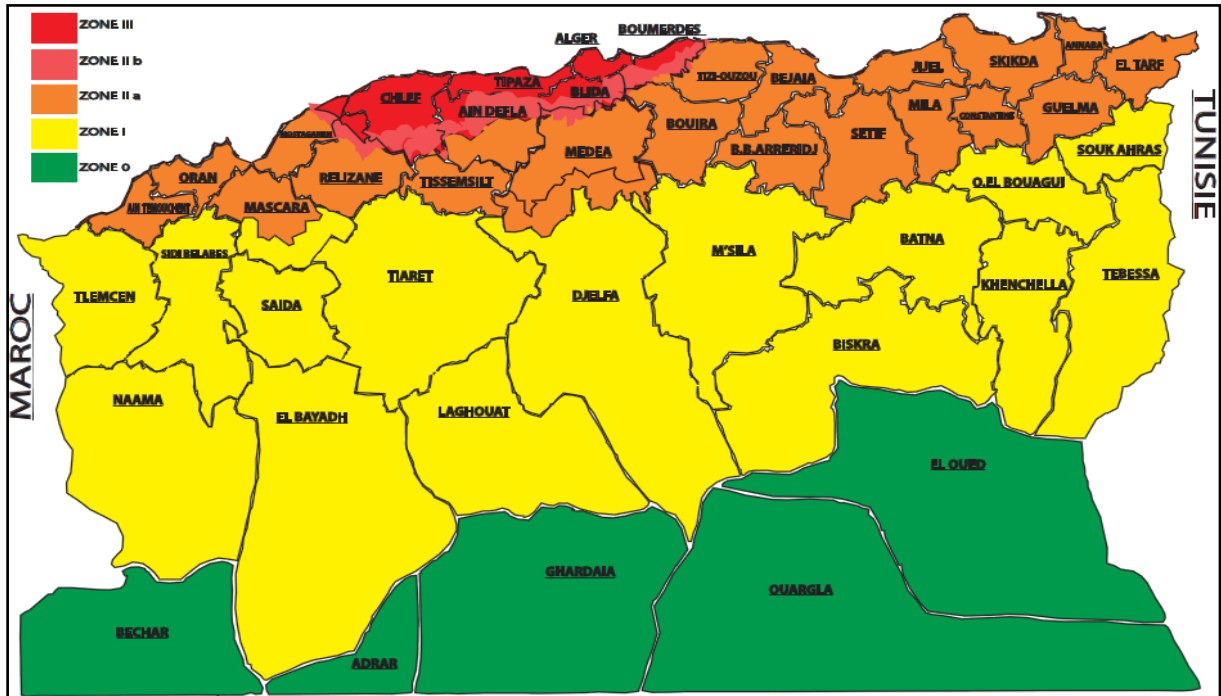 ZONE III
ZONE II b
ZONE II a
ZONE I
ZONE 0
BOUMERDES
ALGER
TIPAZA
BLIDA
CHLEF
AIN DEFLA
TIZI-OUZOU
BEJAIA
JIJEL
SKIKDA
ANNABA
EL TARF
MOSTAGANEM
BOUIRA
MEDEA
SETIF
MILA
CONSTANTINE
GUELMA
B.B.ARRERIDJ
SOUK AHRAS
TUNISIE
ORAN
RELIZANE
TISSEMSILT
O.EL BOUAGUI
AIN TEMOUCHENT
MASCARA
SIDI BELABES
TLEMCEN
SAIDA
TIARET
DJELFA
M'SILA
BATNA
KHENCHELLA
TEBESSA
MAROC
BISKRA
NAAMA
EL BAYADH
LAGHOUAT
EL OUED
GHARDAIA
OUARGLA
BECHAR
ADRAR